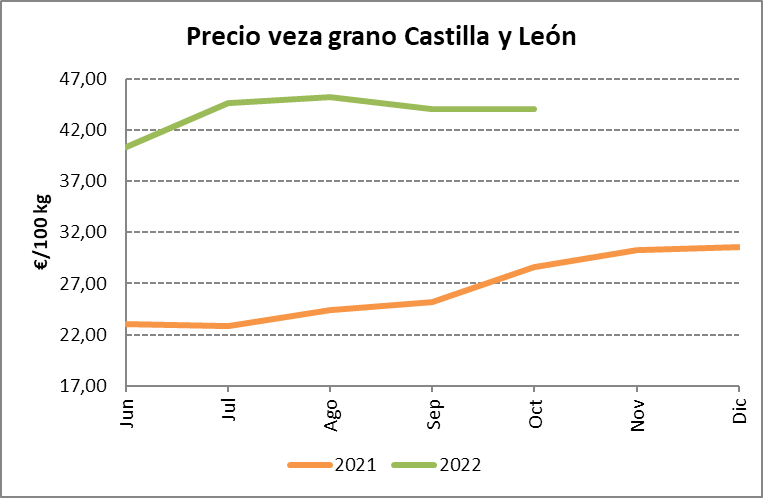 Precio veza grano Castilla y León
€/100 kg
47,00
42,00
37,00
32,00
27,00
22,00
17,00
Jun
Jul
Ago
Sep
Oct
Nov
Dic
2021
2022